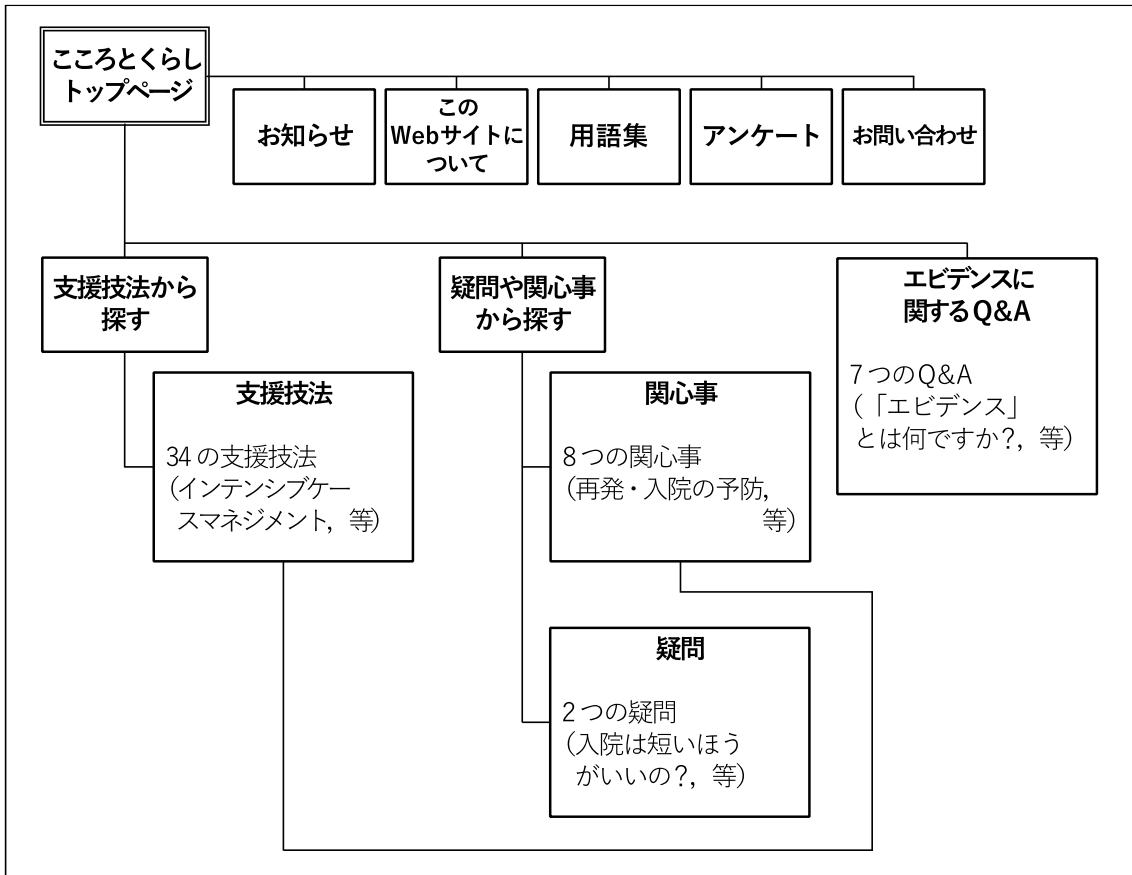 こころとくらし
トップページ
お知らせ
この
Webサイトに
ついて
用語集
アンケート
お問い合わせ
支援技法から
探す
疑問や関心事
から探す
エビデンスに
関するQ&A
7つのQ&A
(「エビデンス」
とは何ですか?, 等)
支援技法
34の支援技法
(インテンシブケー
スマネジメント, 等)
関心事
8つの関心事
(再発・入院の予防,
等)
疑問
2つの疑問
(入院は短いほう
がいいの?, 等)